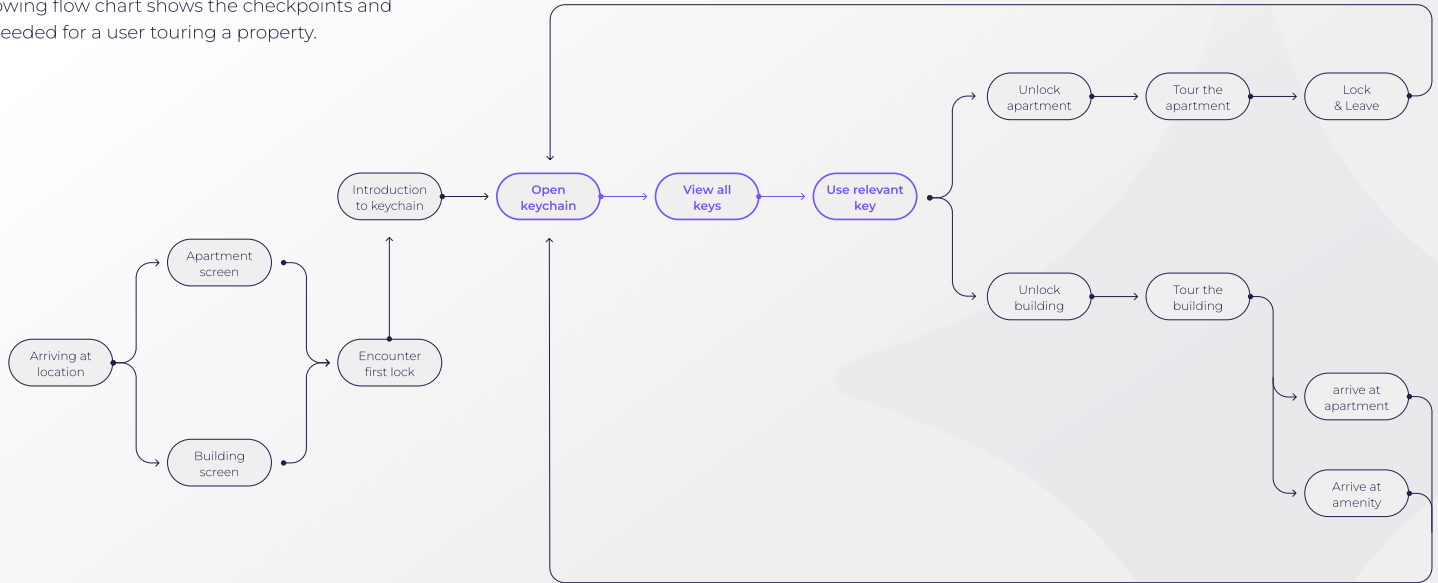 owing flow chart shows the checkpoints and
eeded for a user touring a property.
Unlock
apartment
Tour the
apartment
Lock
& Leave
Introduction
to keychain
Open
keychain
View all
keys
Use relevant
key
Apartment
screen
Unlock
building
Tour the
building
Arriving at
location
Encounter
first lock
arrive at
apartment
Building
screen
Arrive at
amenity